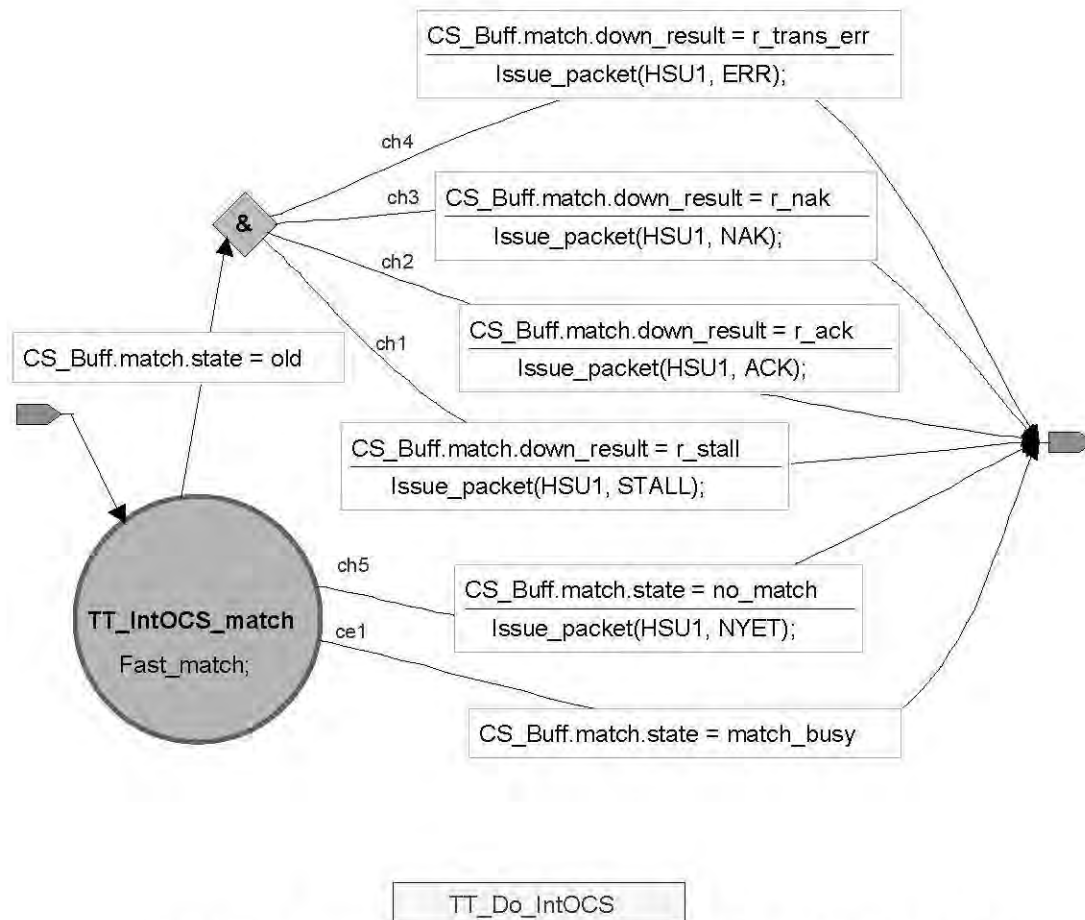 CS_Buff.match.down_result = r_trans_err
Issue_packet(HSU1, ERR);
ch4
CS_Buff.match.down_result = r_nak
Issue_packet(HSU1, NAK);
ch3
&
ch2
CS_Buff.match.down_result = r_ack
Issue_packet(HSU1, ACK);
ch1
CS_Buff.match.state = old
CS_Buff.match.down_result = r_stall
Issue_packet(HSU1, STALL);
ch5
CS_Buff.match.state = no_match
Issue_packet(HSU1, NYET);
TT_IntOCS_match
Fast_match;
ce1
CS_Buff.match.state = match_busy
TT_Do_IntOCS